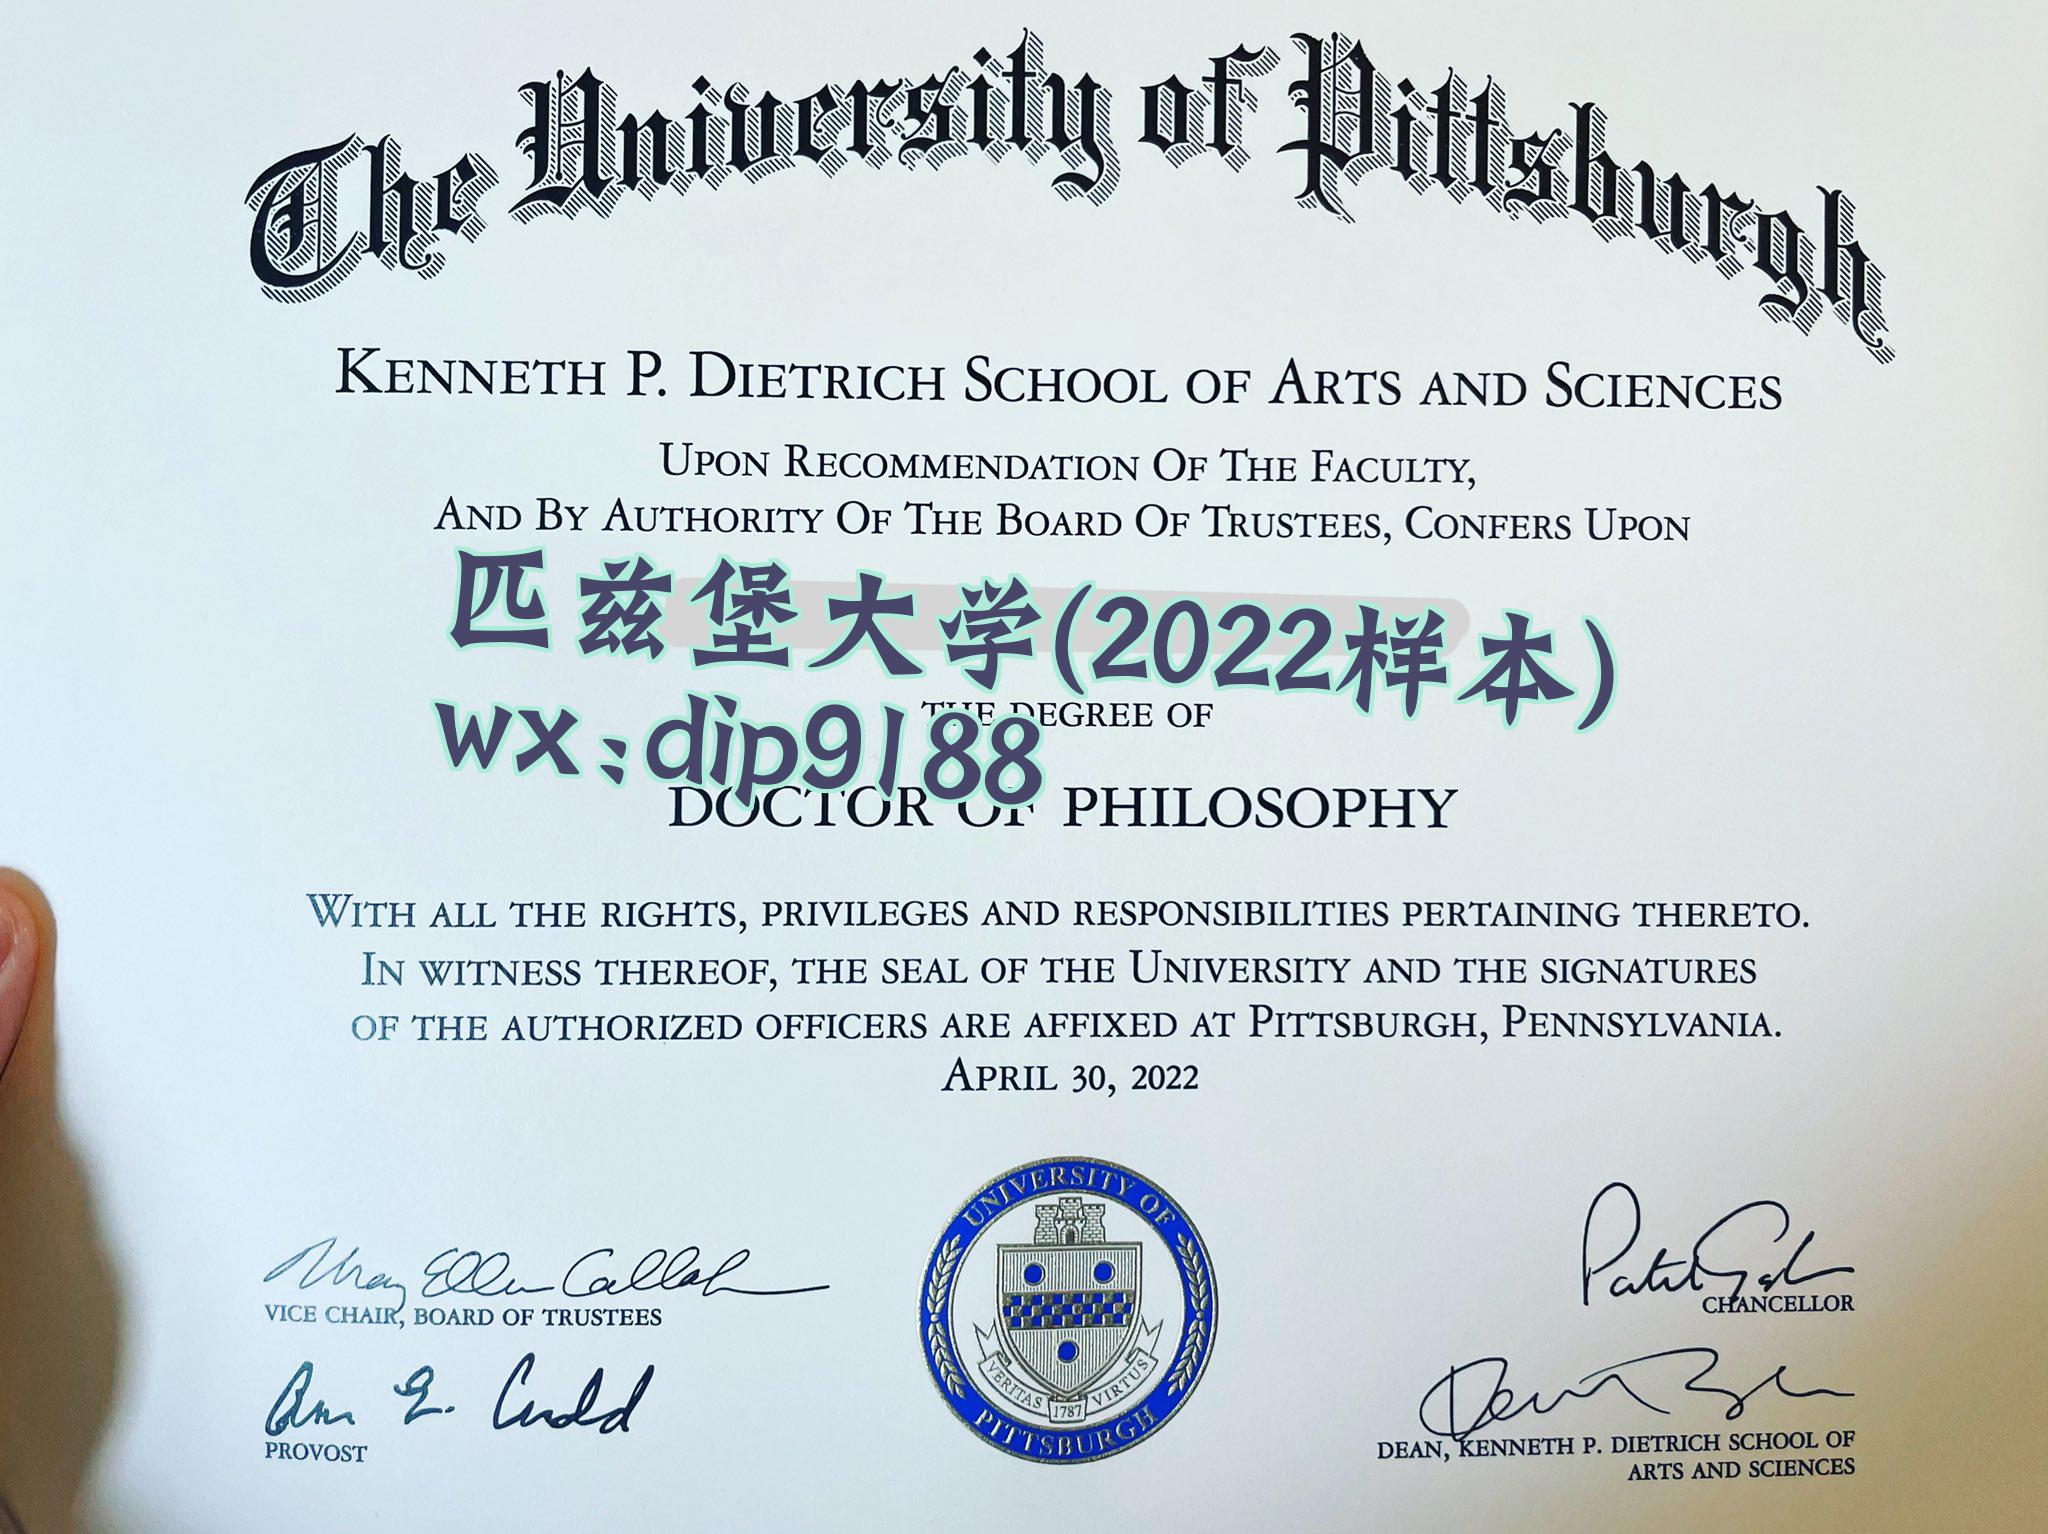 The University of Pittsburgh
KENNETH P. DIETRICH SCHOOL OF ARTS AND SCIENCES
UPON RECOMMENDATION OF THE FACULTY,
AND BY AUTHORITY OF THE BOARD OF TRUSTEES, CONFERS UPON
匹兹堡大学(2022样本)
THE DEGREE OF
wx:dip9188
DOCTOR OF PHILOSOPHY
WITH ALL THE RIGHTS, PRIVILEGES AND RESPONSIBILITIES PERTAINING THERETO.
IN WITNESS THEREOF, THE SEAL OF THE UNIVERSITY AND THE SIGNATURES
OF THE AUTHORIZED OFFICERS ARE AFFIXED AT PITTSBURGH, PENNSYLVANIA.
APRIL 30, 2022
UNIVERSITY OF
PITTSBURGH
VERITAS 1787 VIRTUS
Ann E. Cudd
VICE CHAIR, BOARD OF TRUSTEES
PROVOST
CHANCELLOR
DEAN, KENNETH P. DIETRICH SCHOOL OF
ARTS AND SCIENCES